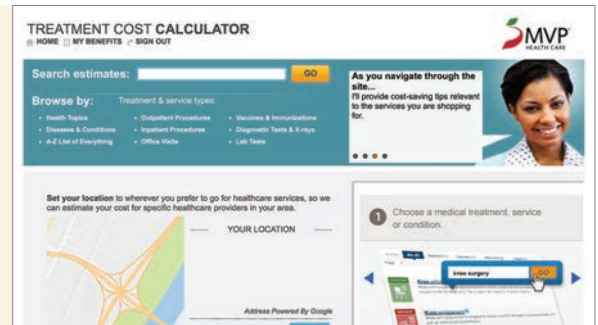 TREATMENT COST CALCULATOR
HOME MY BENEFITS SIGN OUT
MVP
HEALTH CARE
Search estimates:
GO
Browse by:
Treatment & service types:
• Health Topics
• Diseases & Conditions
• A-Z List of Everything
• Outpatient Procedures
• Inpatient Procedures
• Office Visits
• Vaccines & Immunizations
• Diagnostic Tests & X-rays
• Lab Tests
As you navigate through the
site...
I'll provide cost-saving tips relevant
to the services you are shopping
for.
Set your location to wherever you prefer to go for healthcare services, so we
can estimate your cost for specific healthcare providers in your area.
YOUR LOCATION
Address Powered By Google
1 Choose a medical treatment, service
or condition.
knee surgery
GO